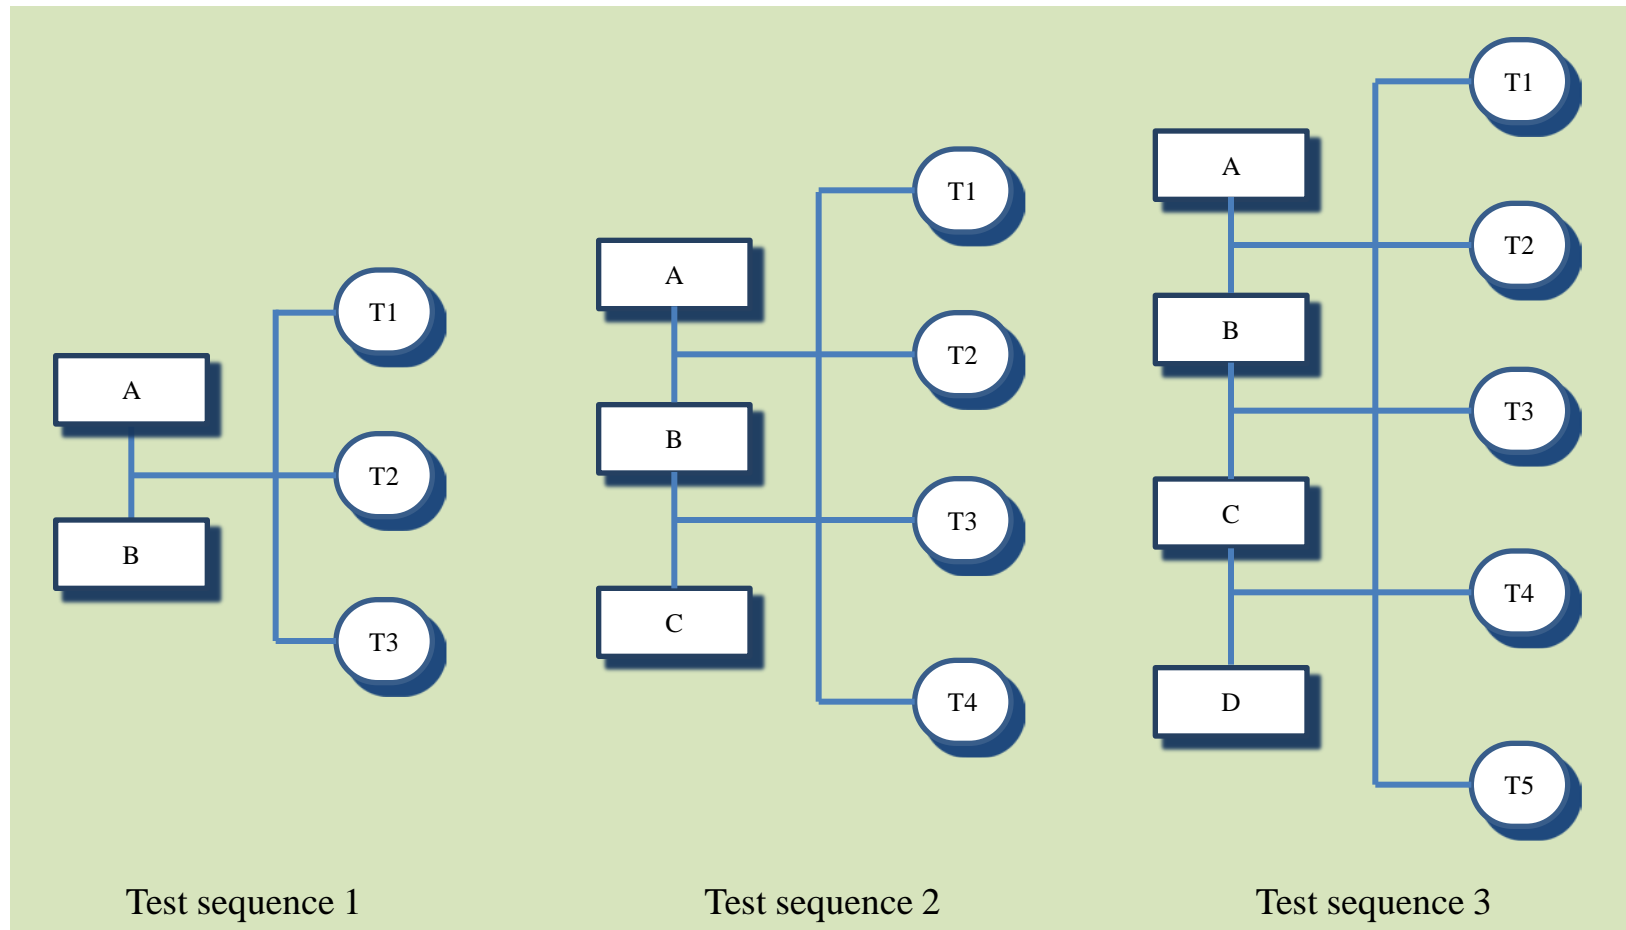 A
B
T1
T2
T3
Test sequence 1
A
B
C
T1
T2
T3
T4
Test sequence 2
A
B
C
D
T1
T2
T3
T4
T5
Test sequence 3